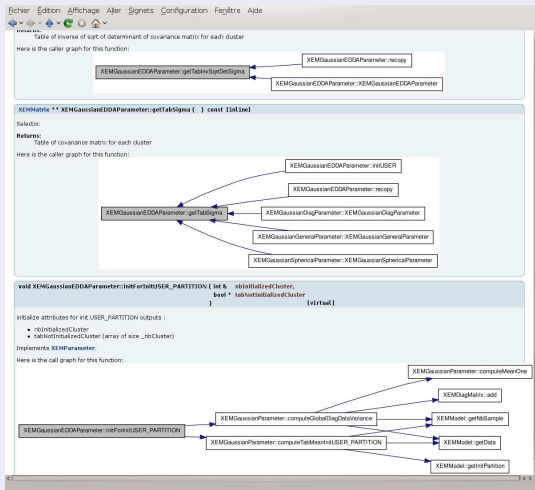 Fichier Édition Affichage Aller Signets Configuration Fenêtre Aide
Returns:
Table of inverse of sqrt of determinant of covariance matrix for each cluster
Here is the caller graph for this function:
XEMGaussianEDDAParameter::getTabInvSqrtDetSigma
XEMGaussianEDDAParameter::recopy
XEMGaussianEDDAParameter::XEMGaussianEDDAParameter
XEMMatrix ** XEMGaussianEDDAParameter::getTabSigma ( ) const [inline]
Selector.
Returns:
Table of covariance matrix for each cluster
Here is the caller graph for this function:
XEMGaussianEDDAParameter::getTabSigma
XEMGaussianEDDAParameter::initUSER
XEMGaussianEDDAParameter::recopy
XEMGaussianDiagParameter::XEMGaussianDiagParameter
XEMGaussianGeneralParameter::XEMGaussianGeneralParameter
XEMGaussianSphericalParameter::XEMGaussianSphericalParameter
void XEMGaussianEDDAParameter::initForInitUSER_PARTITION ( int & nbInitializedCluster,
bool * tabNotInitializedCluster
) [virtual]
initialize attributes for init USER_PARTITION outputs :
• nbInitializedCluster
• tabNotInitializedCluster (array of size _nbCluster)
Implements XEMParameter.
Here is the call graph for this function:
XEMGaussianEDDAParameter::initForInitUSER_PARTITION
XEMGaussianParameter::computeGlobalDiagDataVariance
XEMGaussianParameter::computeTabMeanInitUSER_PARTITION
XEMGaussianParameter::computeMeanOne
XEMDiagMatrix::add
XEMModel::getNbSample
XEMModel::getData
XEMModel::getInitPartition